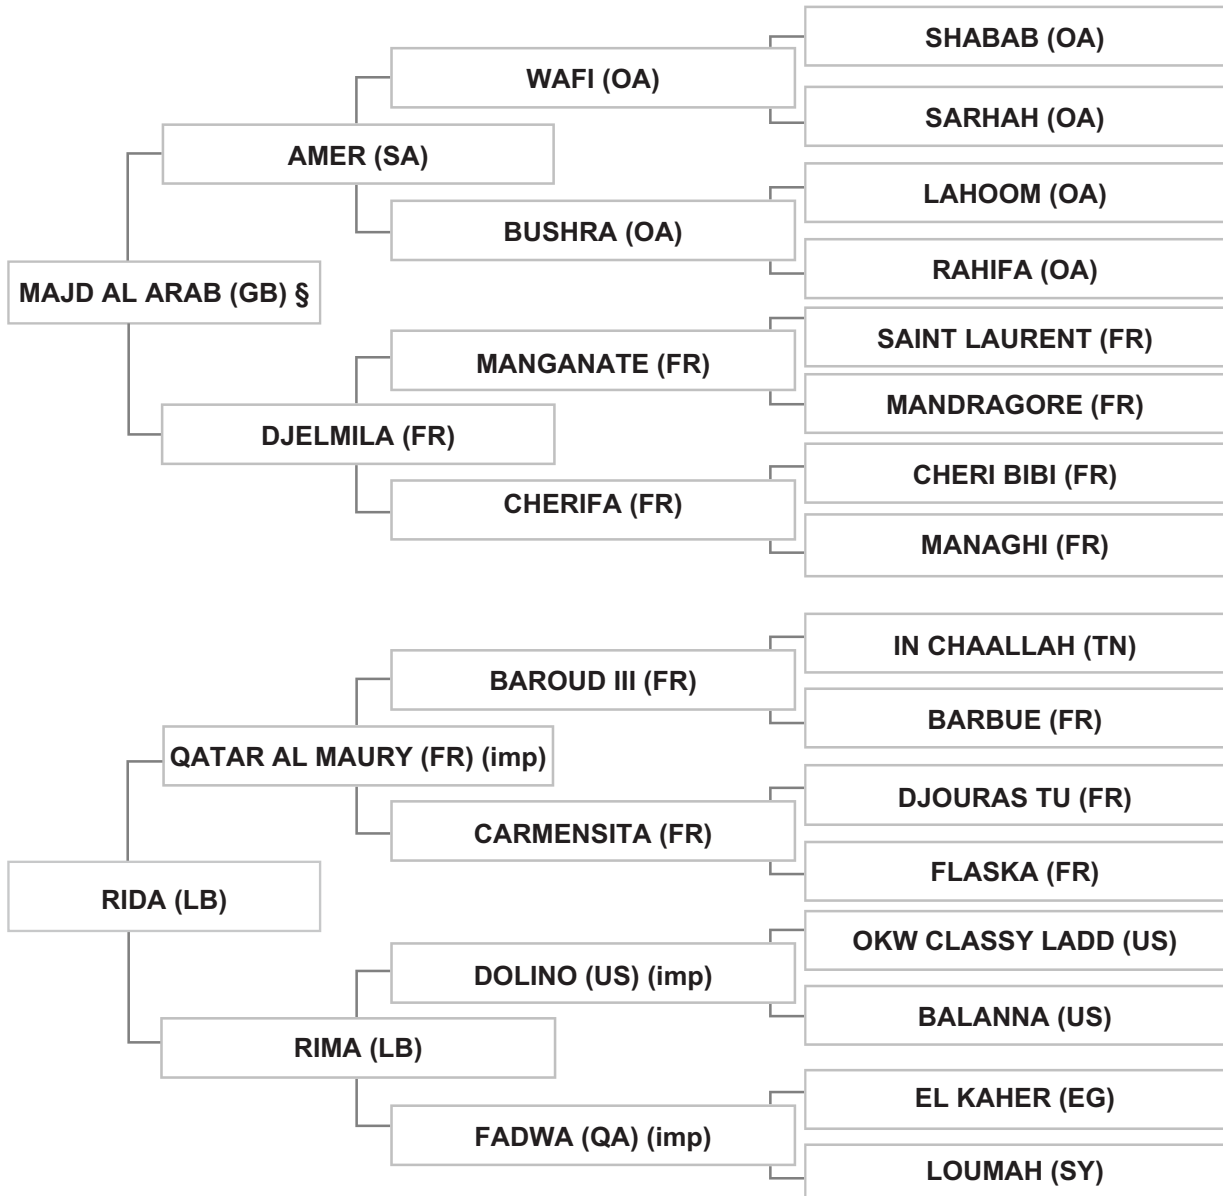 SHABAB (OA)
WAFI (OA)
SARHAH (OA)
AMER (SA)
LAHOOM (OA)
BUSHRA (OA)
RAHIFA (OA)
MAJD AL ARAB (GB) §
SAINT LAURENT (FR)
MANGANATE (FR)
MANDRAGORE (FR)
DJELMILA (FR)
CHERI BIBI (FR)
CHERIFA (FR)
MANAGHI (FR)
IN CHAALLAH (TN)
BAROUD III (FR)
BARBUE (FR)
QATAR AL MAURY (FR) (imp)
DJOURAS TU (FR)
CARMENSITA (FR)
FLASKA (FR)
RIDA (LB)
OKW CLASSY LADD (US)
DOLINO (US) (imp)
BALANNA (US)
RIMA (LB)
EL KAHER (EG)
FADWA (QA) (imp)
LOUMAH (SY)